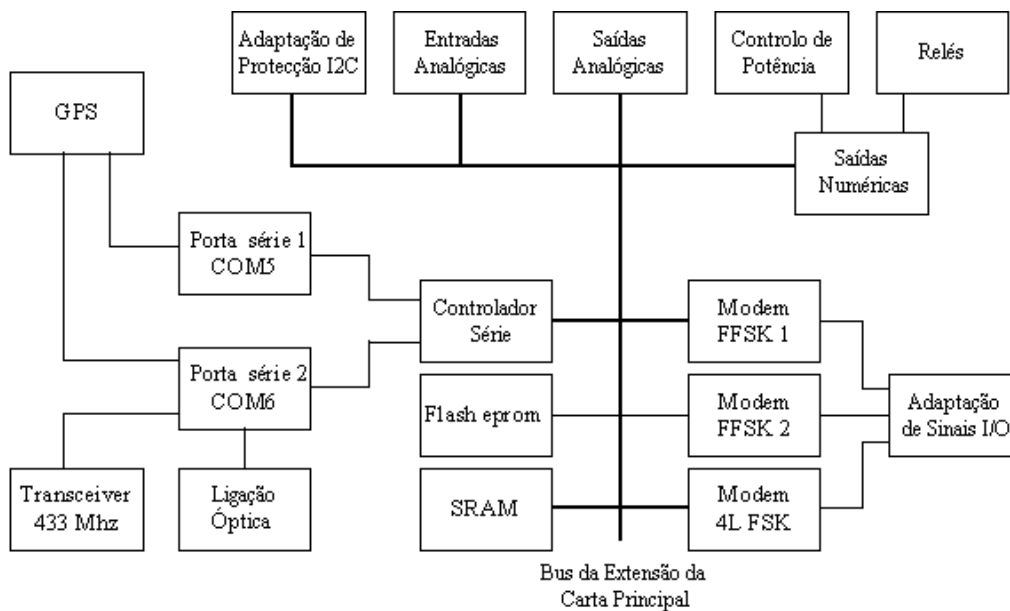 Adaptação de
Protecção I2C
Entradas
Analógicas
Saídas
Analógicas
Controlo de
Potência
Relés
GPS
Saídas
Numéricas
Porta série 1
COM5
Controlador
Série
Modem
FFSK 1
Porta série 2
COM6
Flash eprom
Modem
FFSK 2
Adaptação
de Sinais I/O
Transceiver
433 Mhz
Ligação
Óptica
SRAM
Modem
4L FSK
Bus da Extensão da
Carta Principal